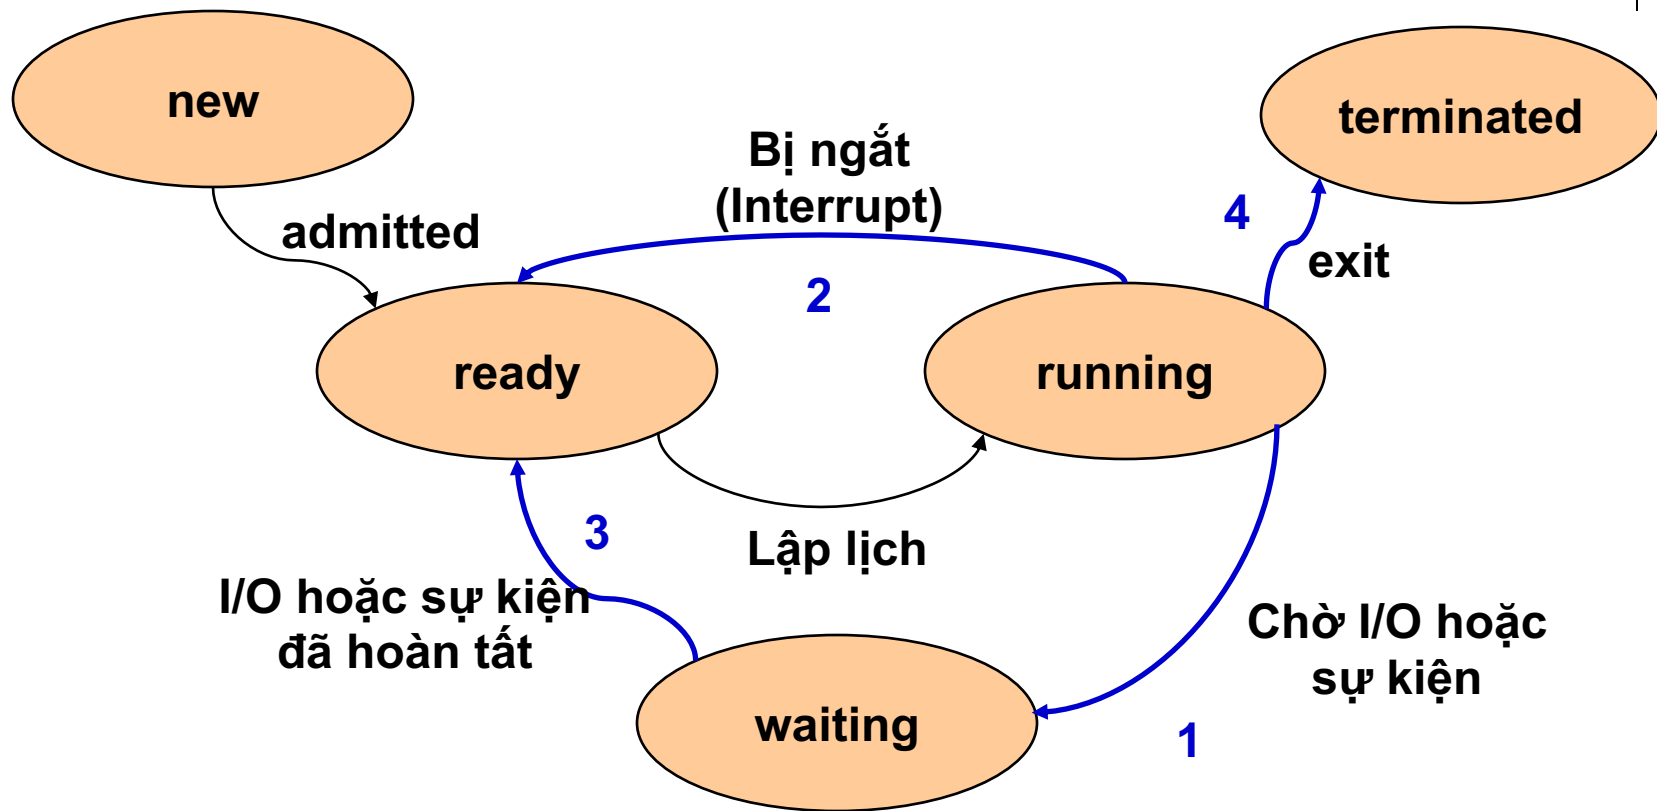 new
terminated
Bị ngắt
(Interrupt)
4
admitted
exit
2
ready
running
3
Lập lịch
I/O hoặc sự kiện
đã hoàn tất
Chờ I/O hoặc
sự kiện
waiting
1